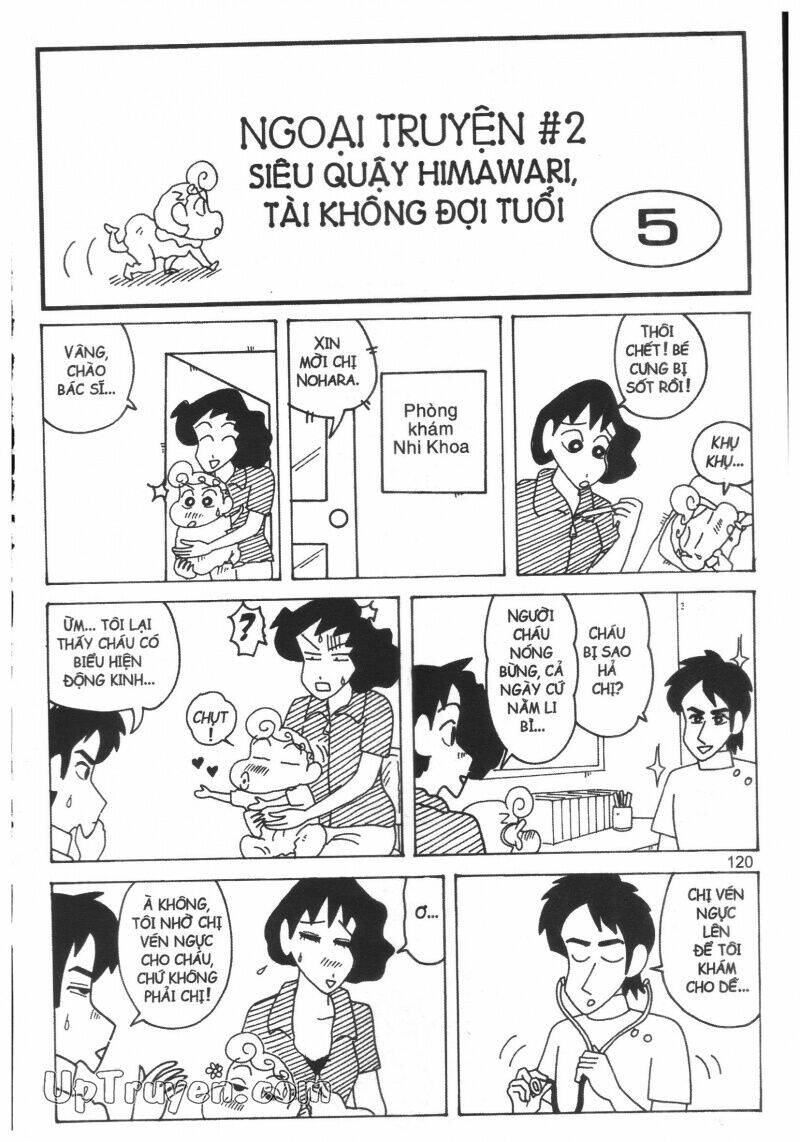 NGOẠI TRUYỆN #2
SIÊU QUẬY HIMAWARI,
TÀI KHÔNG ĐỢI TUỔI
5
THÔI
CHẾT! BÉ
CƯNG BỊ
SỐT RỒI!
KHỤ
KHỤ...
XIN
MỜI CHỊ
NOHARA.
Phòng
khám
Nhi Khoa
VÂNG,
CHÀO
BÁC SĨ...
CHÁU
BỊ SAO
HẢ
CHỊ?
NGƯỜI
CHÁU
NÓNG
BỪNG, CẢ
NGÀY CỨ
NẰM LI
BÌ...
ỪM... TÔI LẠI
THẤY CHÁU CÓ
BIỂU HIỆN
ĐỘNG KINH...
?
CHỤT
!
120
CHỊ VÉN
NGỰC
LÊN
ĐỂ TÔI
KHÁM
CHO DỄ...
Ơ...
À KHÔNG,
TÔI NHỜ CHỊ
VÉN NGỰC
CHO CHÁU,
CHỨ KHÔNG
PHẢI CHỊ!
UpTruyen.com